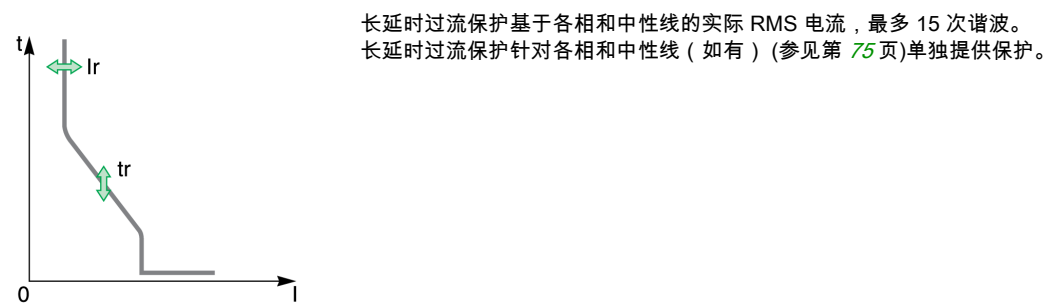 长延时过流保护基于各相和中性线的实际 RMS 电流，最多 15 次谐波。
长延时过流保护针对各相和中性线（如有）(参见第 75 页)单独提供保护。
t
Ir
tr
0
I